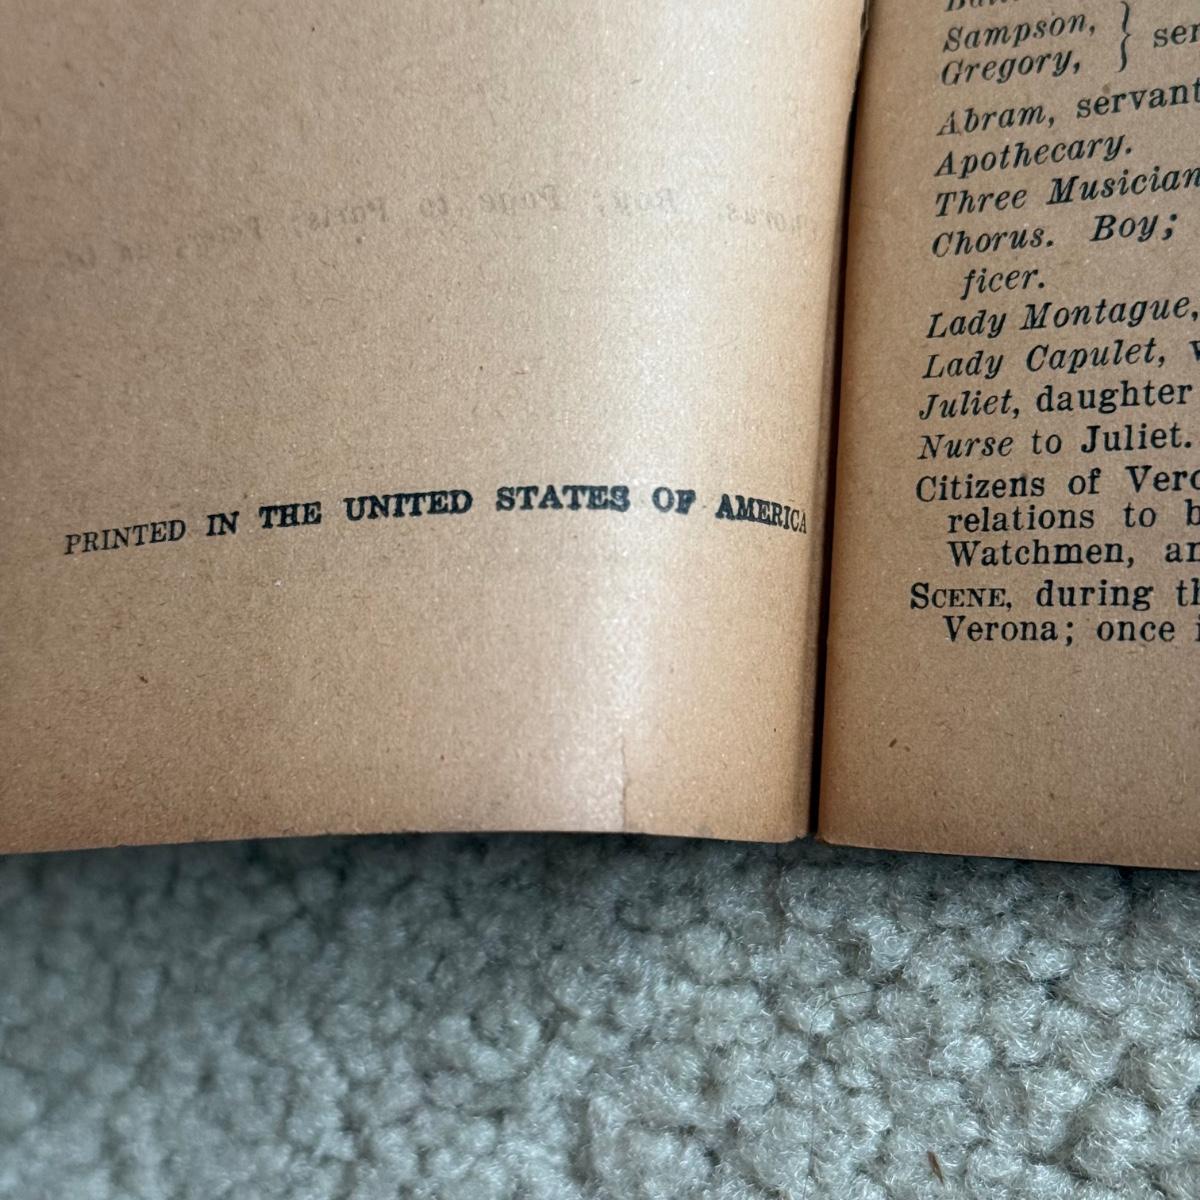 PRINTED IN THE UNITED STATES OF AMERICA
Sampson,
Gregory,
Abram, servant
Apothecary.
Three Musician
Chorus. Boy;
ficer.
Lady Montague,
Lady Capulet,
Juliet, daughter
Nurse to Juliet.
Citizens of Vero
relations to b
Watchmen, an
SCENE, during th
Verona; once i